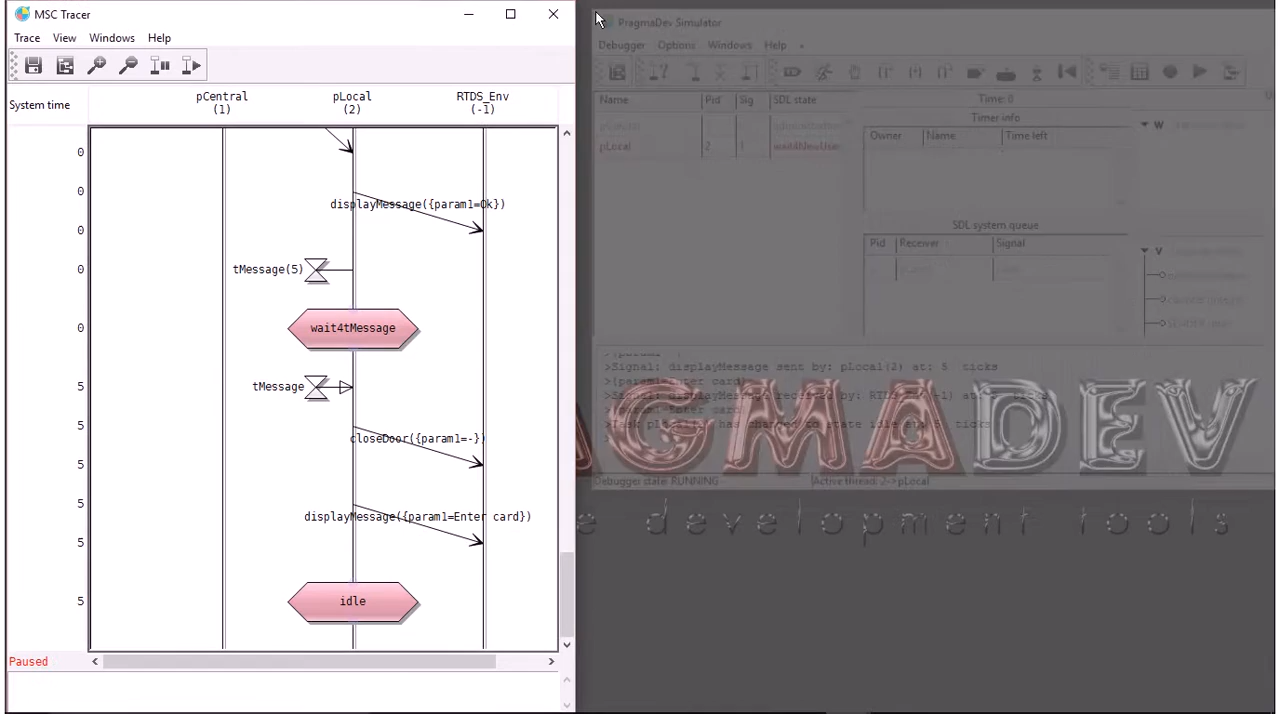 MSC Tracer
Trace View Windows Help
System time
pCentral
(1)
pLocal
(2)
RTDS_Env
(-1)
0
0
displayMessage({param1=Ok})
0
0
tMessage(5)
0
wait4tMessage
5
tMessage
5
closeDoor({param1=-})
5
5
displayMessage({param1=Enter card})
5
5
idle
Paused
PragmaDev Simulator
Debugger Options Windows Help
Name Pid Sig SDL state
pLocal 2 1 wait4NewUser
Time: 0
Timer info
Owner Name Time left
W
SDL system queue
Pid Receiver Signal
V
>Signal: displayMessage sent by: pLocal(2) at: 5 ticks
Debugger state: RUNNING
Active thread: 2->pLocal
AGMADEV
e development tools